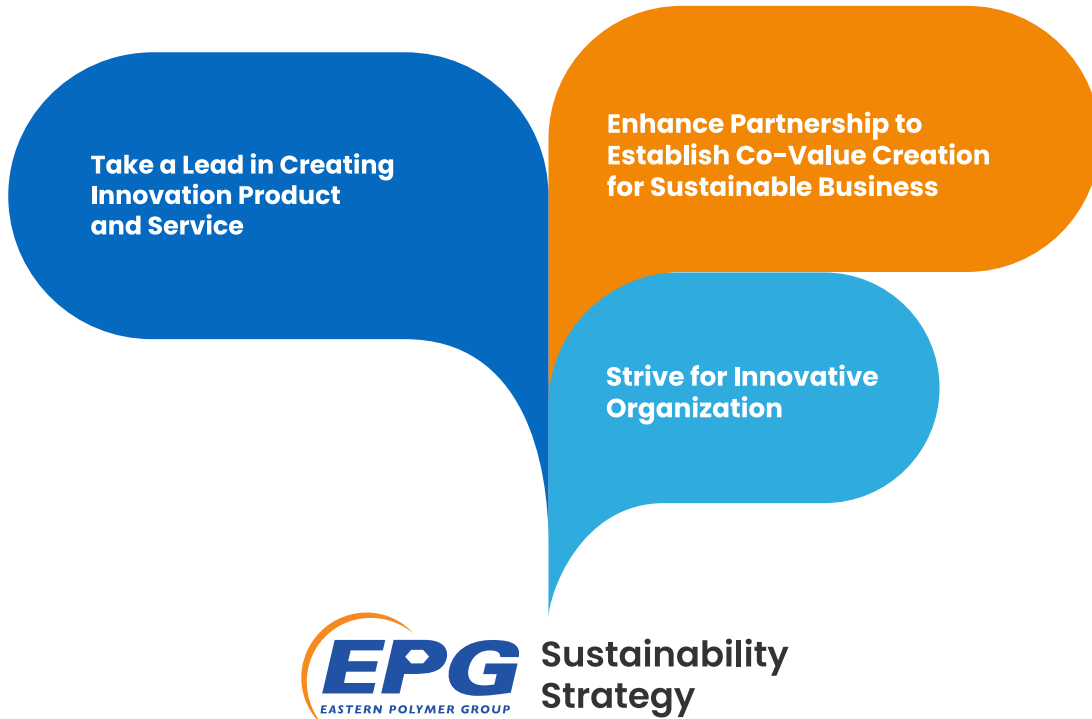 Take a Lead in Creating
Innovation Product
and Service
Enhance Partnership to
Establish Co-Value Creation
for Sustainable Business
Strive for Innovative
Organization
EPG
EASTERN POLYMER GROUP
Sustainability
Strategy